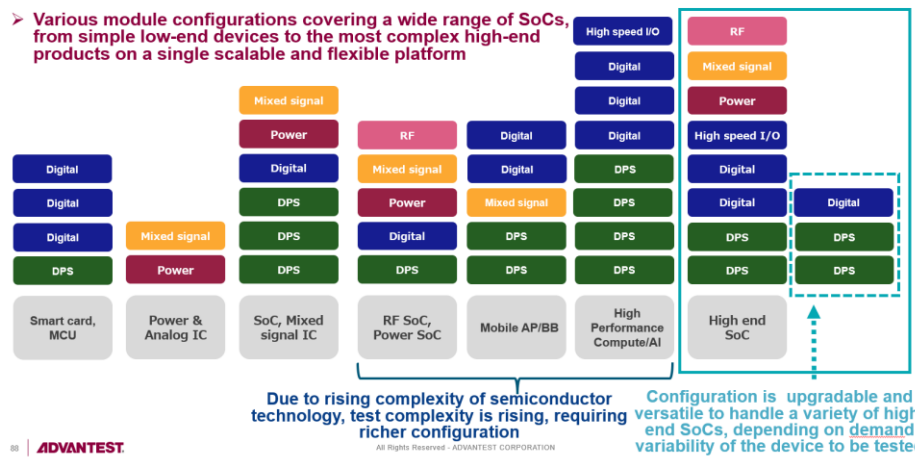 ➤ Various module configurations covering a wide range of SoCs,
from simple low-end devices to the most complex high-end
products on a single scalable and flexible platform
Digital
Digital
Digital
DPS
Smart card,
MCU
Mixed signal
Power
Power &
Analog IC
Mixed signal
Power
Digital
DPS
DPS
DPS
SoC, Mixed
signal IC
RF
Mixed signal
Power
Digital
DPS
RF SoC,
Power SoC
Digital
Digital
Mixed signal
DPS
DPS
Mobile AP/BB
High speed I/O
Digital
Digital
Digital
DPS
DPS
DPS
DPS
High
Performance
Compute/AI
RF
Mixed signal
Power
High speed I/O
Digital
Digital
DPS
DPS
High end
SoC
Digital
DPS
DPS
Due to rising complexity of semiconductor
technology, test complexity is rising, requiring
richer configuration
Configuration is upgradable and
versatile to handle a variety of high
end SoCs, depending on demand
variability of the device to be teste
80
ADVANTEST
All Rights Reserved - ADVANTEST CORPORATION